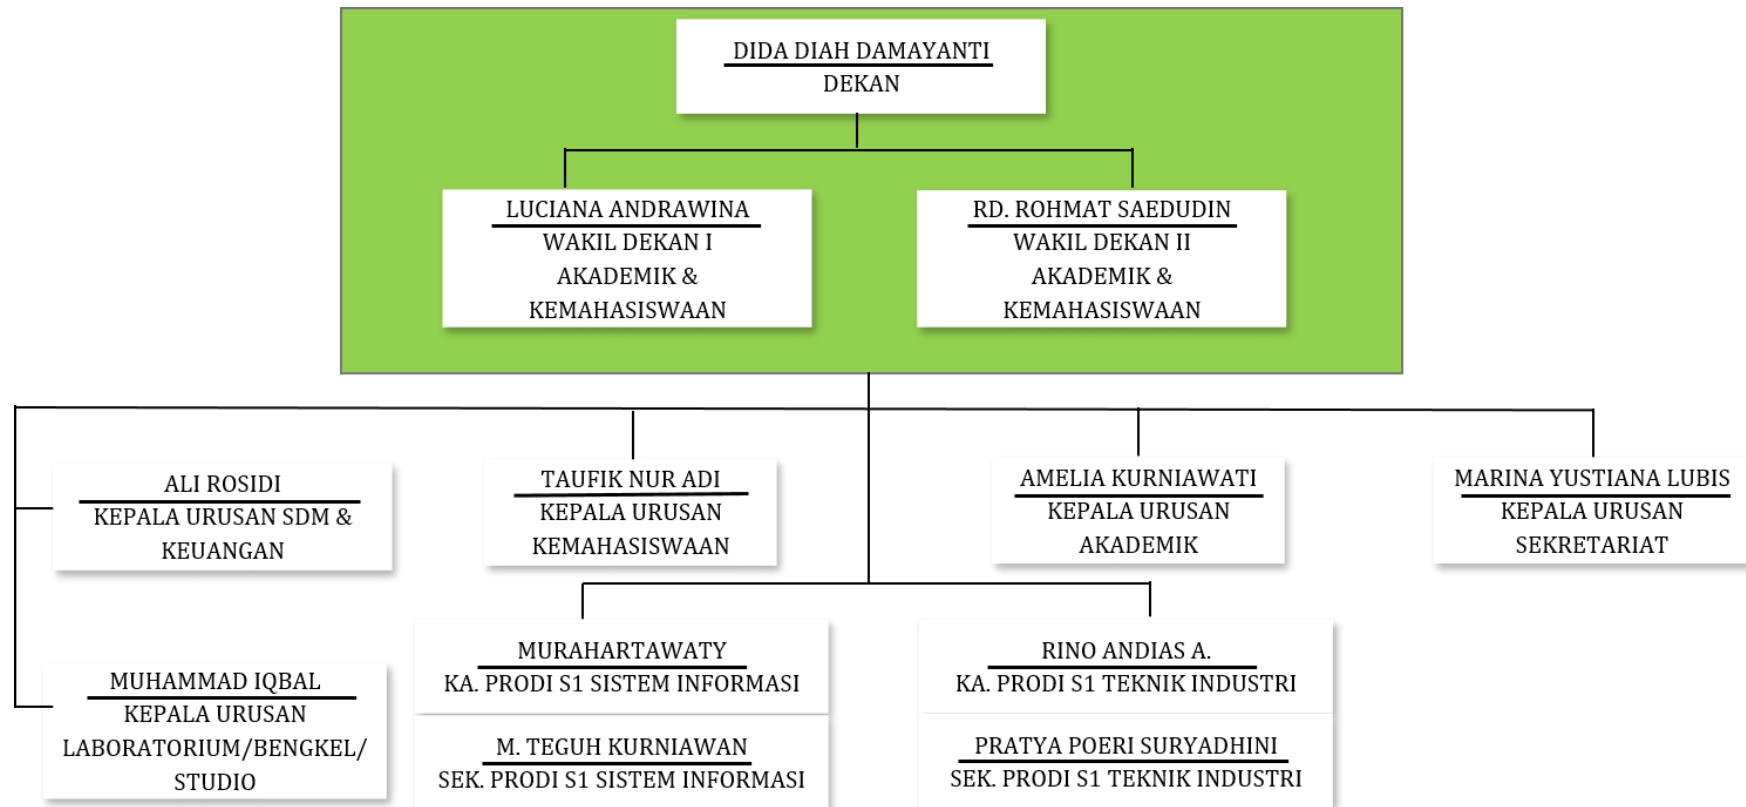 DIDA DIAH DAMAYANTI
DEKAN
LUCIANA ANDRAWINA
WAKIL DEKAN I
AKADEMIK &
KEMAHASISWAAN
RD. ROHMAT SAEDUDIN
WAKIL DEKAN II
AKADEMIK &
KEMAHASISWAAN
ALI ROSIDI
KEPALA URUSAN SDM &
KEUANGAN
TAUFIK NUR ADI
KEPALA URUSAN
KEMAHASISWAAN
AMELIA KURNIAWATI
KEPALA URUSAN
AKADEMIK
MARINA YUSTIANA LUBIS
KEPALA URUSAN
SEKRETARIAT
MUHAMMAD IQBAL
KEPALA URUSAN
LABORATORIUM/BENGKEL/
STUDIO
MURAHARTAWATY
KA. PRODI S1 SISTEM INFORMASI
M. TEGUH KURNIAWAN
SEK. PRODI S1 SISTEM INFORMASI
RINO ANDIAS A.
KA. PRODI S1 TEKNIK INDUSTRI
PRATYA POERI SURYADHINI
SEK. PRODI S1 TEKNIK INDUSTRI